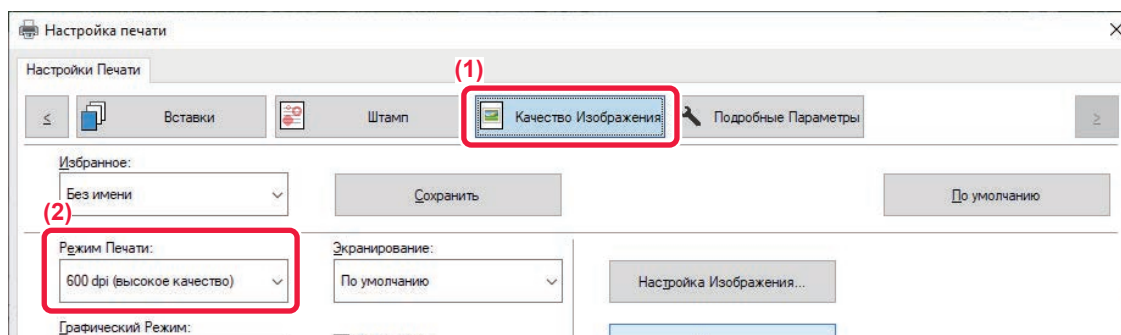 Настройка печати
Настройки Печати
(1)
<
Вставки
Штамп
Качество Изображения
Подробные Параметры
>
Избранное:
Без имени
Сохранить
По умолчанию
(2)
Режим Печати:
Экранирование:
600 dpi (высокое качество)
По умолчанию
Настройка Изображения...
Графический Режим: